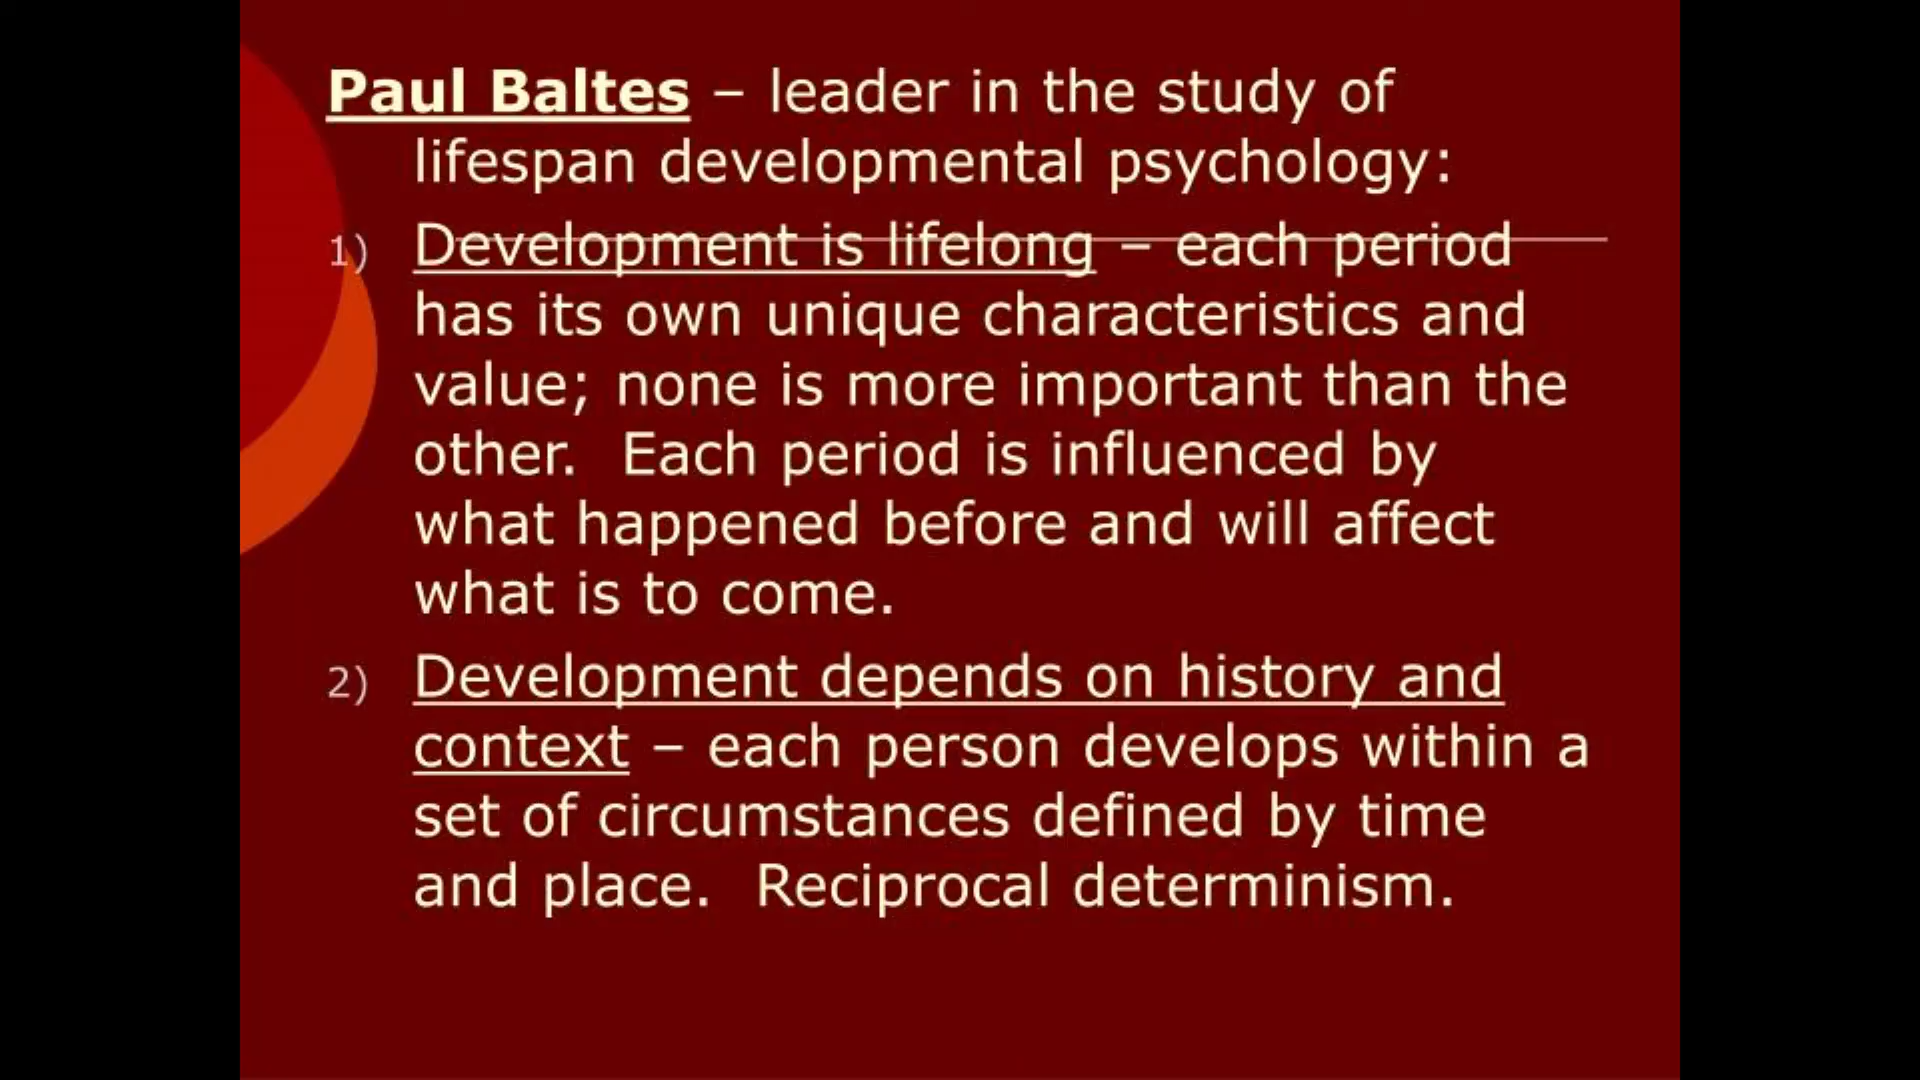 Paul Baltes – leader in the study of
lifespan developmental psychology:
1) Development is lifelong – each period
has its own unique characteristics and
value; none is more important than the
other.  Each period is influenced by
what happened before and will affect
what is to come.
2) Development depends on history and
context – each person develops within a
set of circumstances defined by time
and place.  Reciprocal determinism.